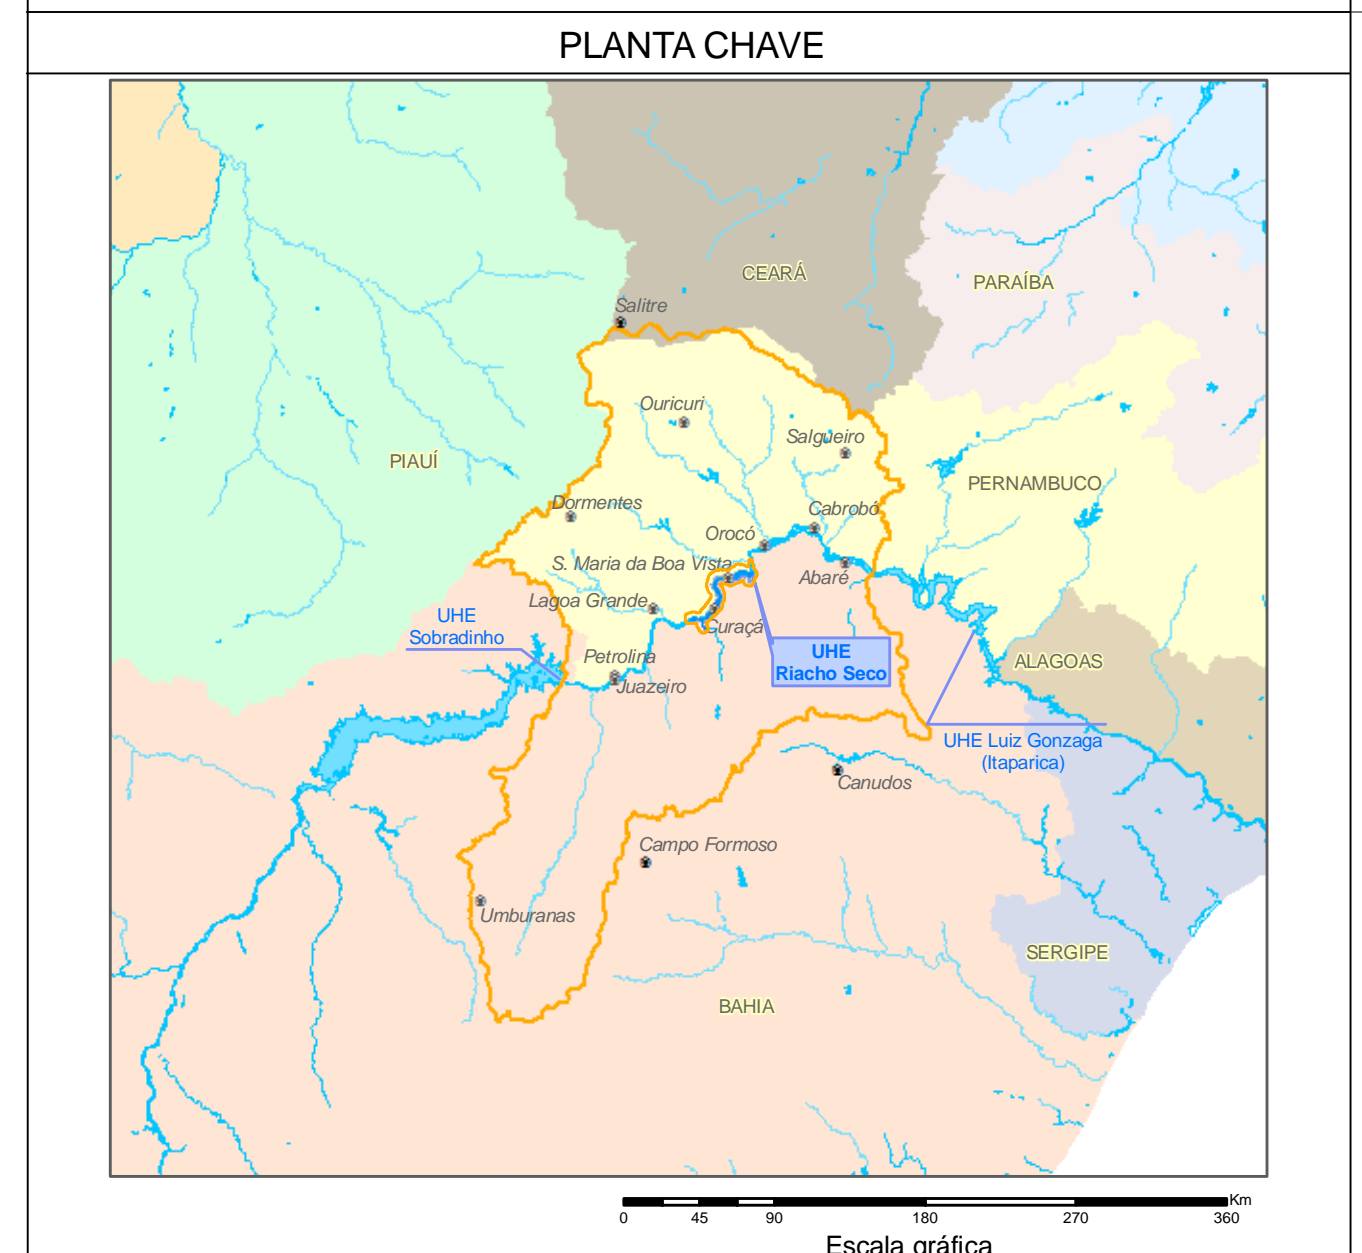 PLANTA CHAVE
CEARÁ
PARAÍBA
Salitre
Ouricuri
Salgueiro
PIAUÍ
PERNAMBUCO
Dormentes
Cabrobó
Orocó
S. Maria da Boa Vista
Abaré
Lagoa Grande
Curaçá
UHE
Sobradinho
UHE
Riacho Seco
Petrolina
Juazeiro
ALAGOAS
UHE Luiz Gonzaga
(Itaparica)
Canudos
Campo Formoso
Umburanas
SERGIPE
BAHIA
Km
0 45 90 180 270 360
Escala gráfica